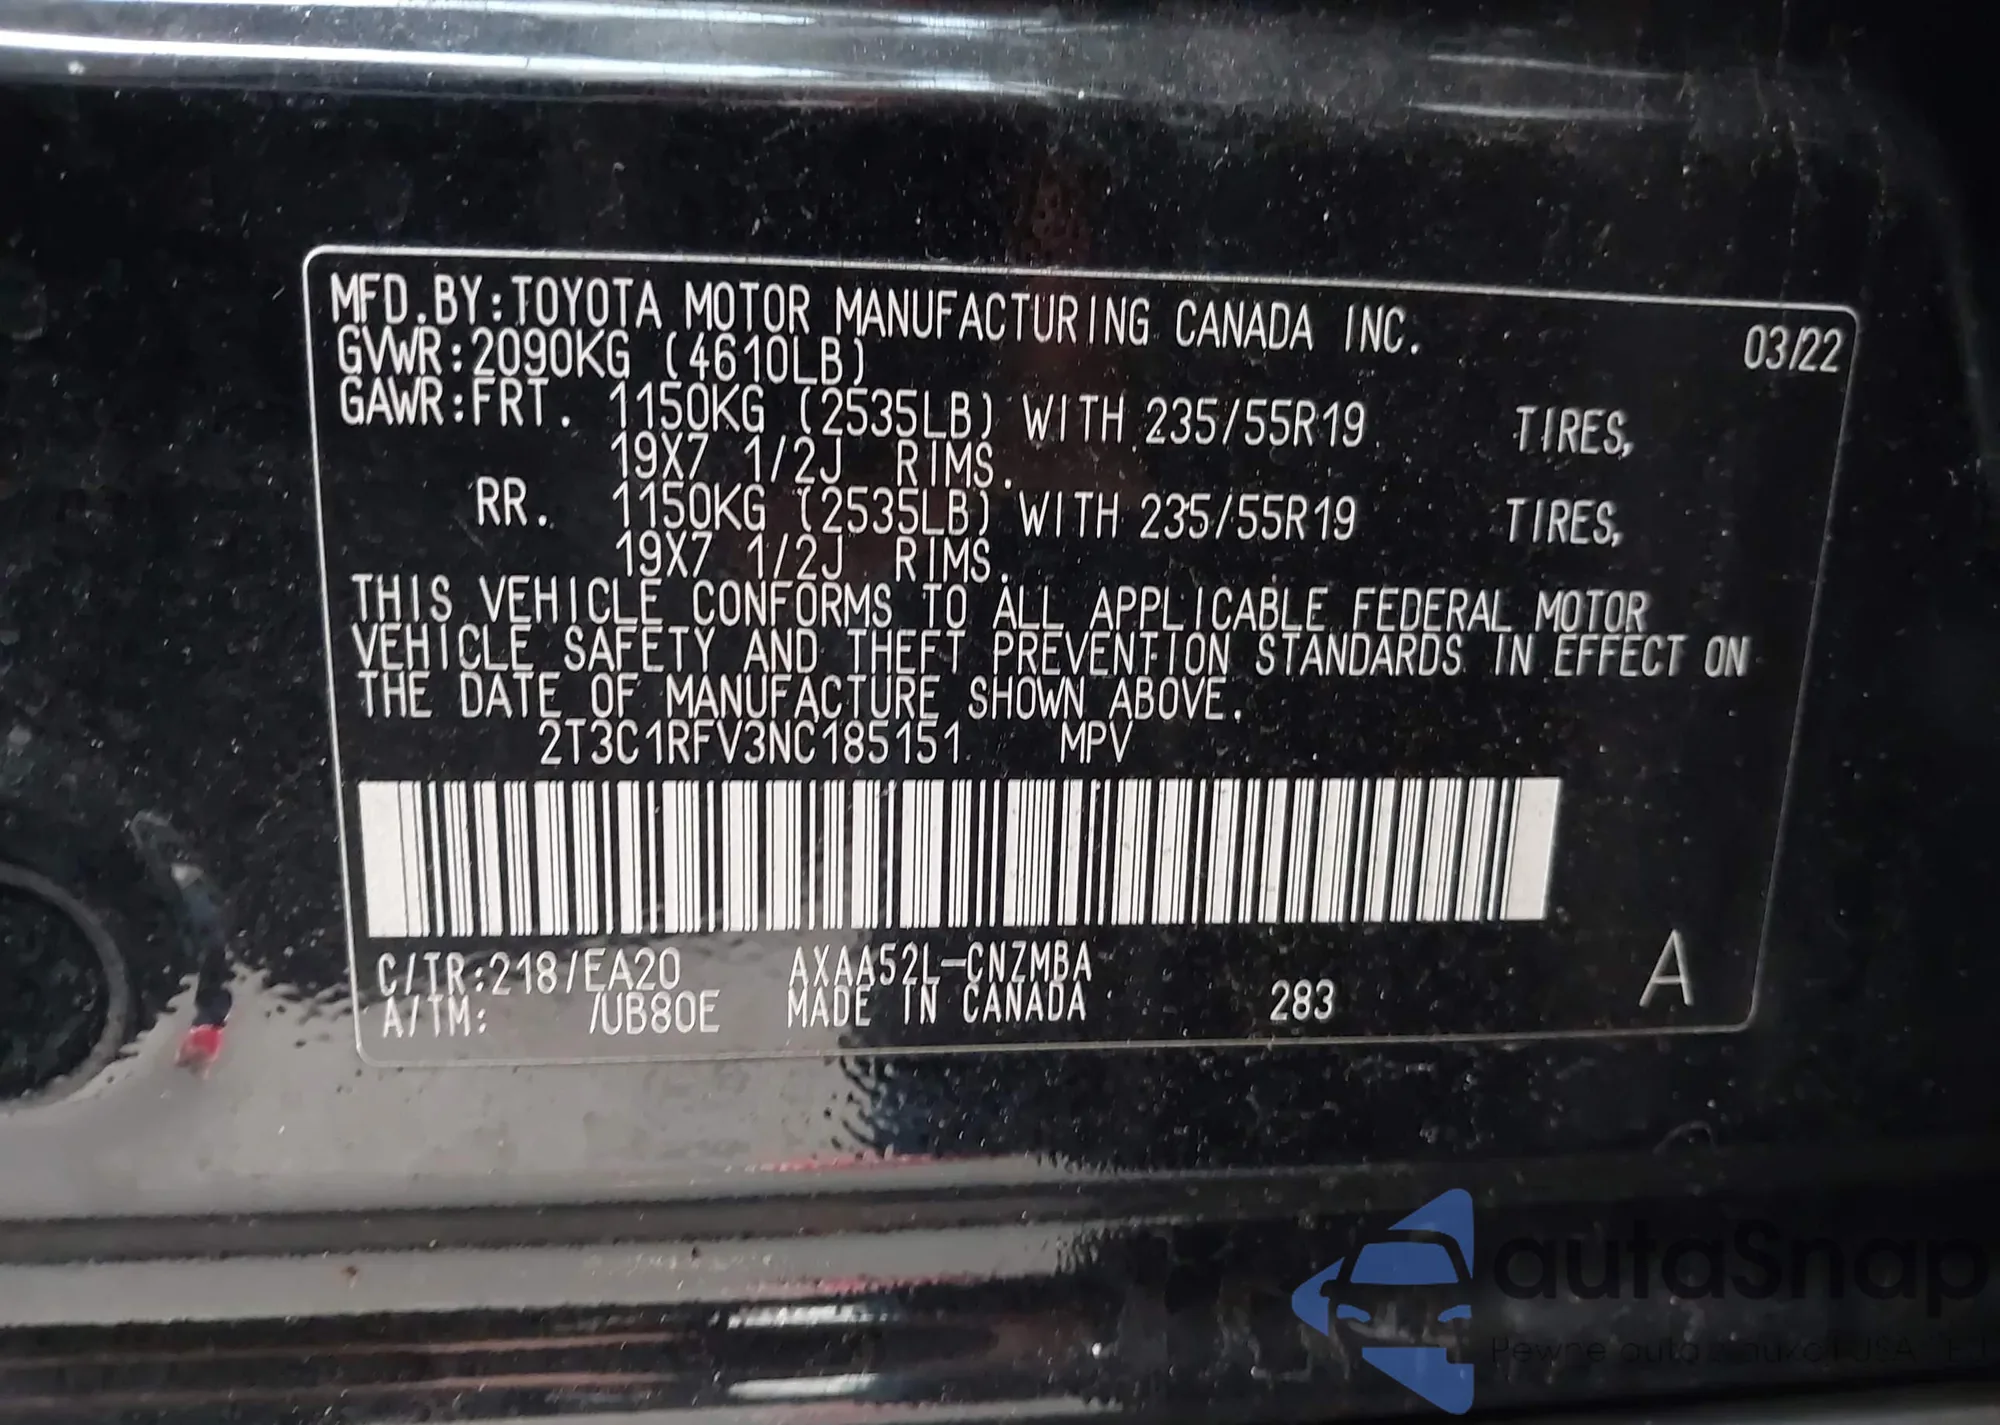 MFD.BY:TOYOTA MOTOR MANUFACTURING CANADA INC. 03/22
GVWR:2090KG (4610LB)
GAWR:FRT. 1150KG (2535LB) WITH 235/55R19 TIRES,
19X7 1/2J RIMS.
RR. 1150KG (2535LB) WITH 235/55R19 TIRES,
19X7 1/2J RIMS.
THIS VEHICLE CONFORMS TO ALL APPLICABLE FEDERAL MOTOR
VEHICLE SAFETY AND THEFT PREVENTION STANDARDS IN EFFECT ON
THE DATE OF MANUFACTURE SHOWN ABOVE.
2T3C1RFV3NC185151 MPV
C/TR:218/EA20 AXAA52L-CNZMBA
A/TM: /UB80E MADE IN CANADA 283 A
autaSnap
Pewne auta